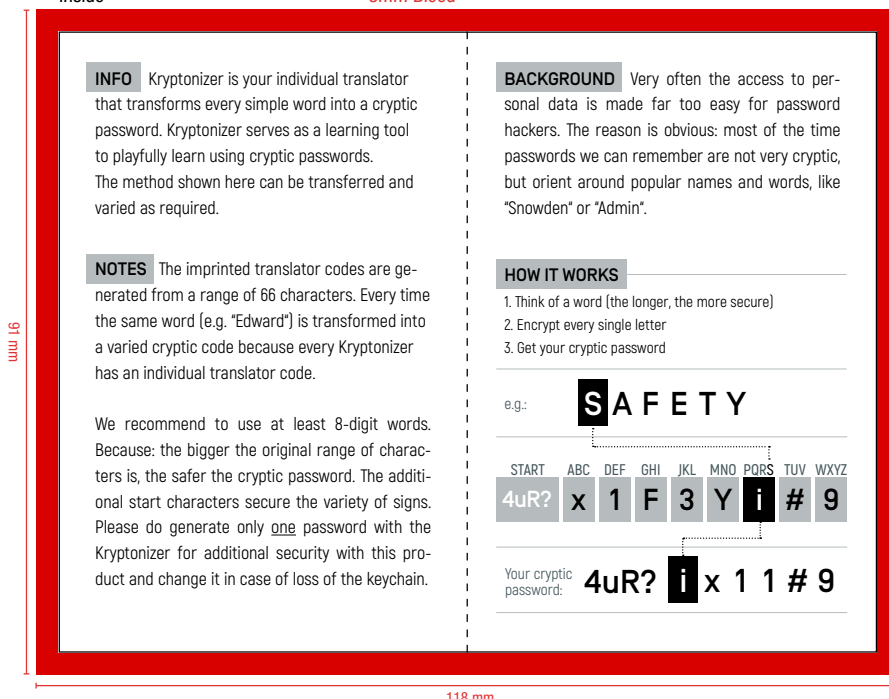 Inside
3mm Bleed
INFO Kryptonizer is your individual translator
that transforms every simple word into a cryptic
password. Kryptonizer serves as a learning tool
to playfully learn using cryptic passwords.
The method shown here can be transferred and
varied as required.
NOTES The imprinted translator codes are ge-
nerated from a range of 66 characters. Every time
the same word (e.g. "Edward") is transformed into
a varied cryptic code because every Kryptonizer
has an individual translator code.
We recommend to use at least 8-digit words.
Because: the bigger the original range of charac-
ters is, the safer the cryptic password. The additi-
onal start characters secure the variety of signs.
Please do generate only one password with the
Kryptonizer for additional security with this pro-
duct and change it in case of loss of the keychain.
BACKGROUND Very often the access to per-
sonal data is made far too easy for password
hackers. The reason is obvious: most of the time
passwords we can remember are not very cryptic,
but orient around popular names and words, like
"Snowden" or "Admin".
HOW IT WORKS
1. Think of a word (the longer, the more secure)
2. Encrypt every single letter
3. Get your cryptic password
e.g.: S A F E T Y
START ABC DEF GHI JKL MNO PQRS TUV WXYZ
4uR? x 1 F 3 Y i # 9
Your cryptic
password: 4uR? i x 1 1 # 9
91 mm
118 mm